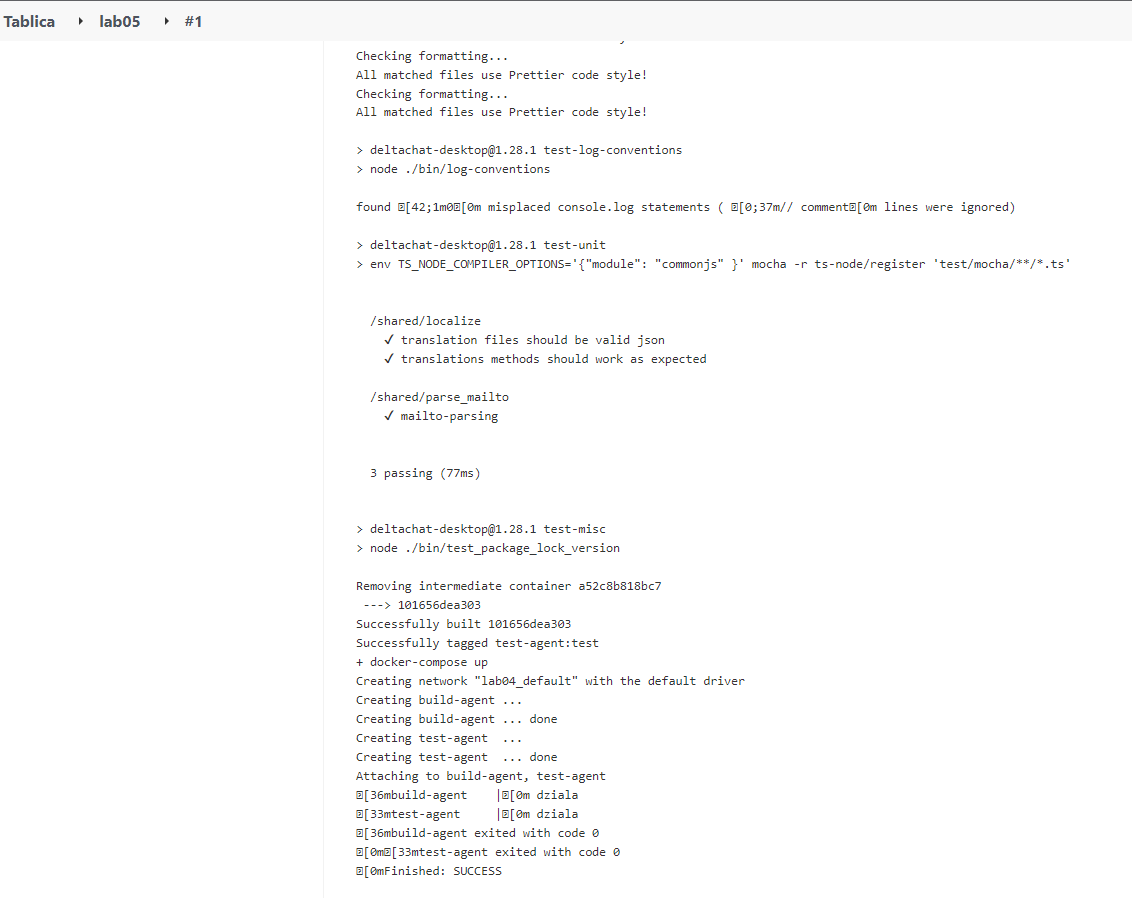 Tablica ▸ lab05 ▸ #1
Checking formatting...
All matched files use Prettier code style!
Checking formatting...
All matched files use Prettier code style!
> deltachat-desktop@1.28.1 test-log-conventions
> node ./bin/log-conventions
found [42;1m0[0m misplaced console.log statements ( [0;37m// comment[0m lines were ignored)
> deltachat-desktop@1.28.1 test-unit
> env TS_NODE_COMPILER_OPTIONS='{"module": "commonjs" }' mocha -r ts-node/register 'test/mocha/**/*.ts'
/shared/localize
✓ translation files should be valid json
✓ translations methods should work as expected
/shared/parse_mailto
✓ mailto-parsing
3 passing (77ms)
> deltachat-desktop@1.28.1 test-misc
> node ./bin/test_package_lock_version
Removing intermediate container a52c8b818bc7
---> 101656dea303
Successfully built 101656dea303
Successfully tagged test-agent:test
+ docker-compose up
Creating network "lab04_default" with the default driver
Creating build-agent ...
Creating build-agent ... done
Creating test-agent  ...
Creating test-agent  ... done
Attaching to build-agent, test-agent
[36mbuild-agent    |[0m dziala
[33mtest-agent     |[0m dziala
[36mbuild-agent exited with code 0
[0m[33mtest-agent exited with code 0
[0mFinished: SUCCESS